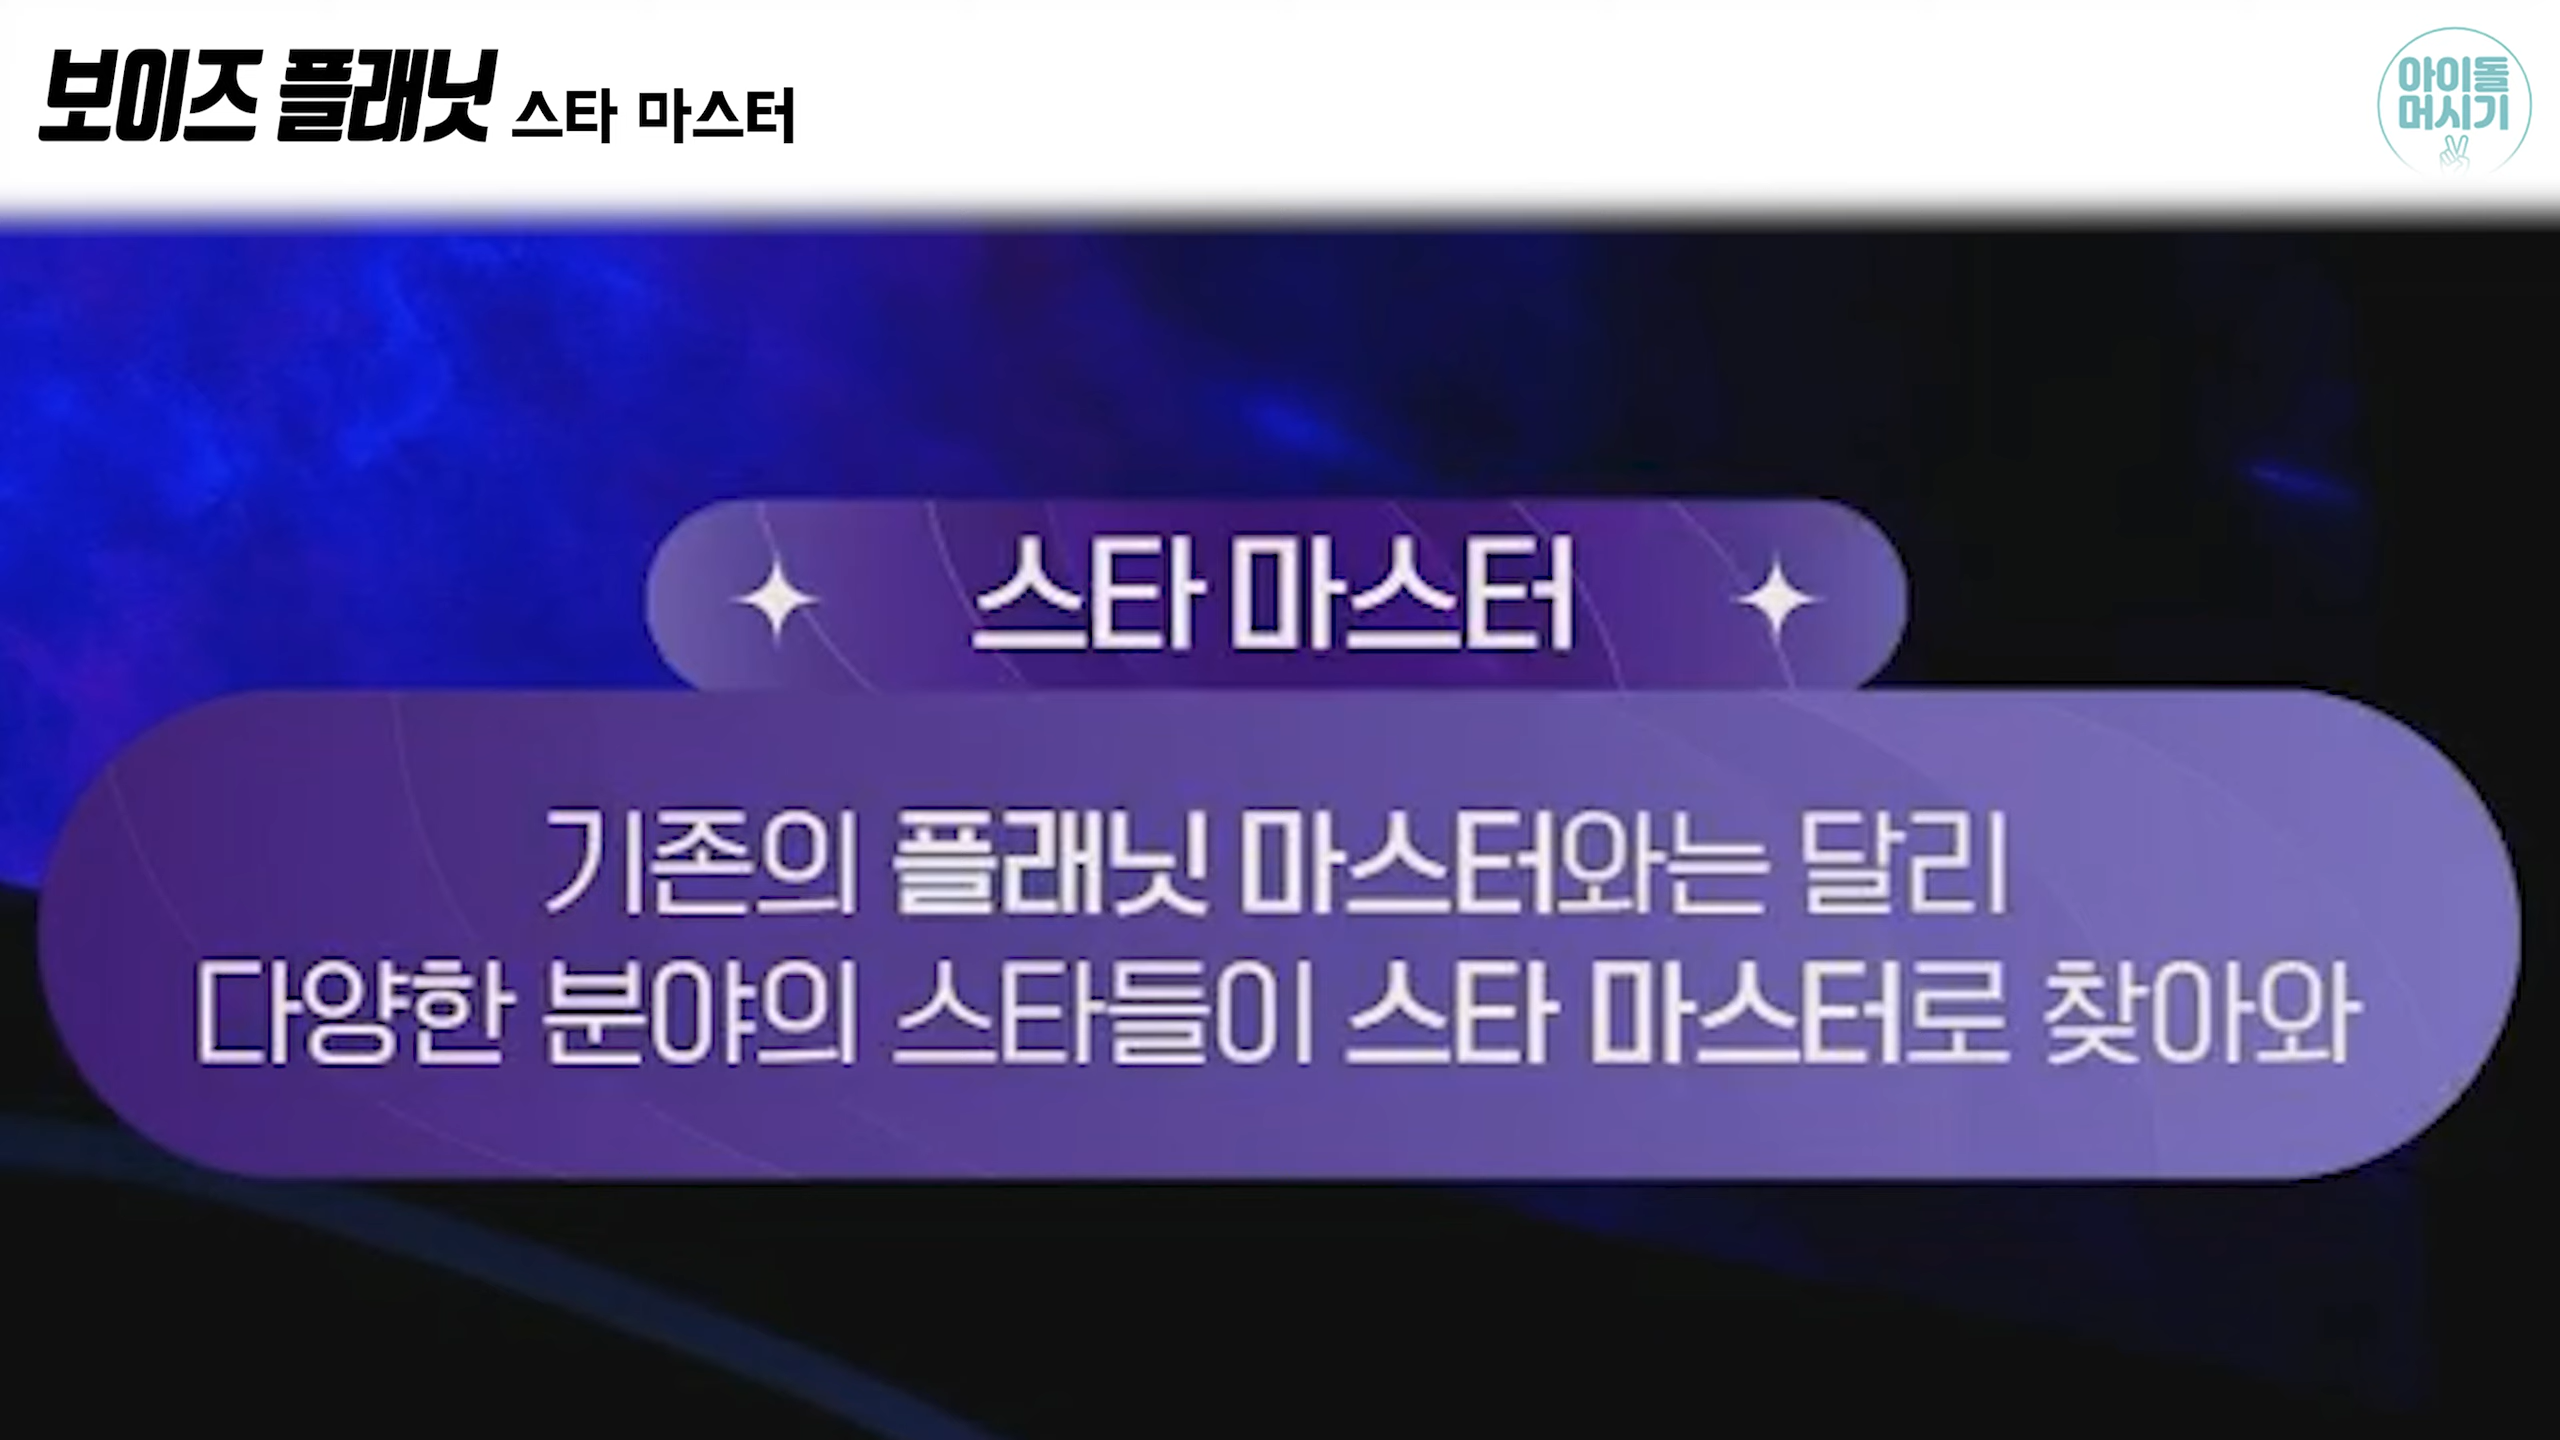 보이즈 플래닛 스타 마스터
아이돌
머시기
스타 마스터
기존의 플래닛 마스터와는 달리
다양한 분야의 스타들이 스타 마스터로 찾아와